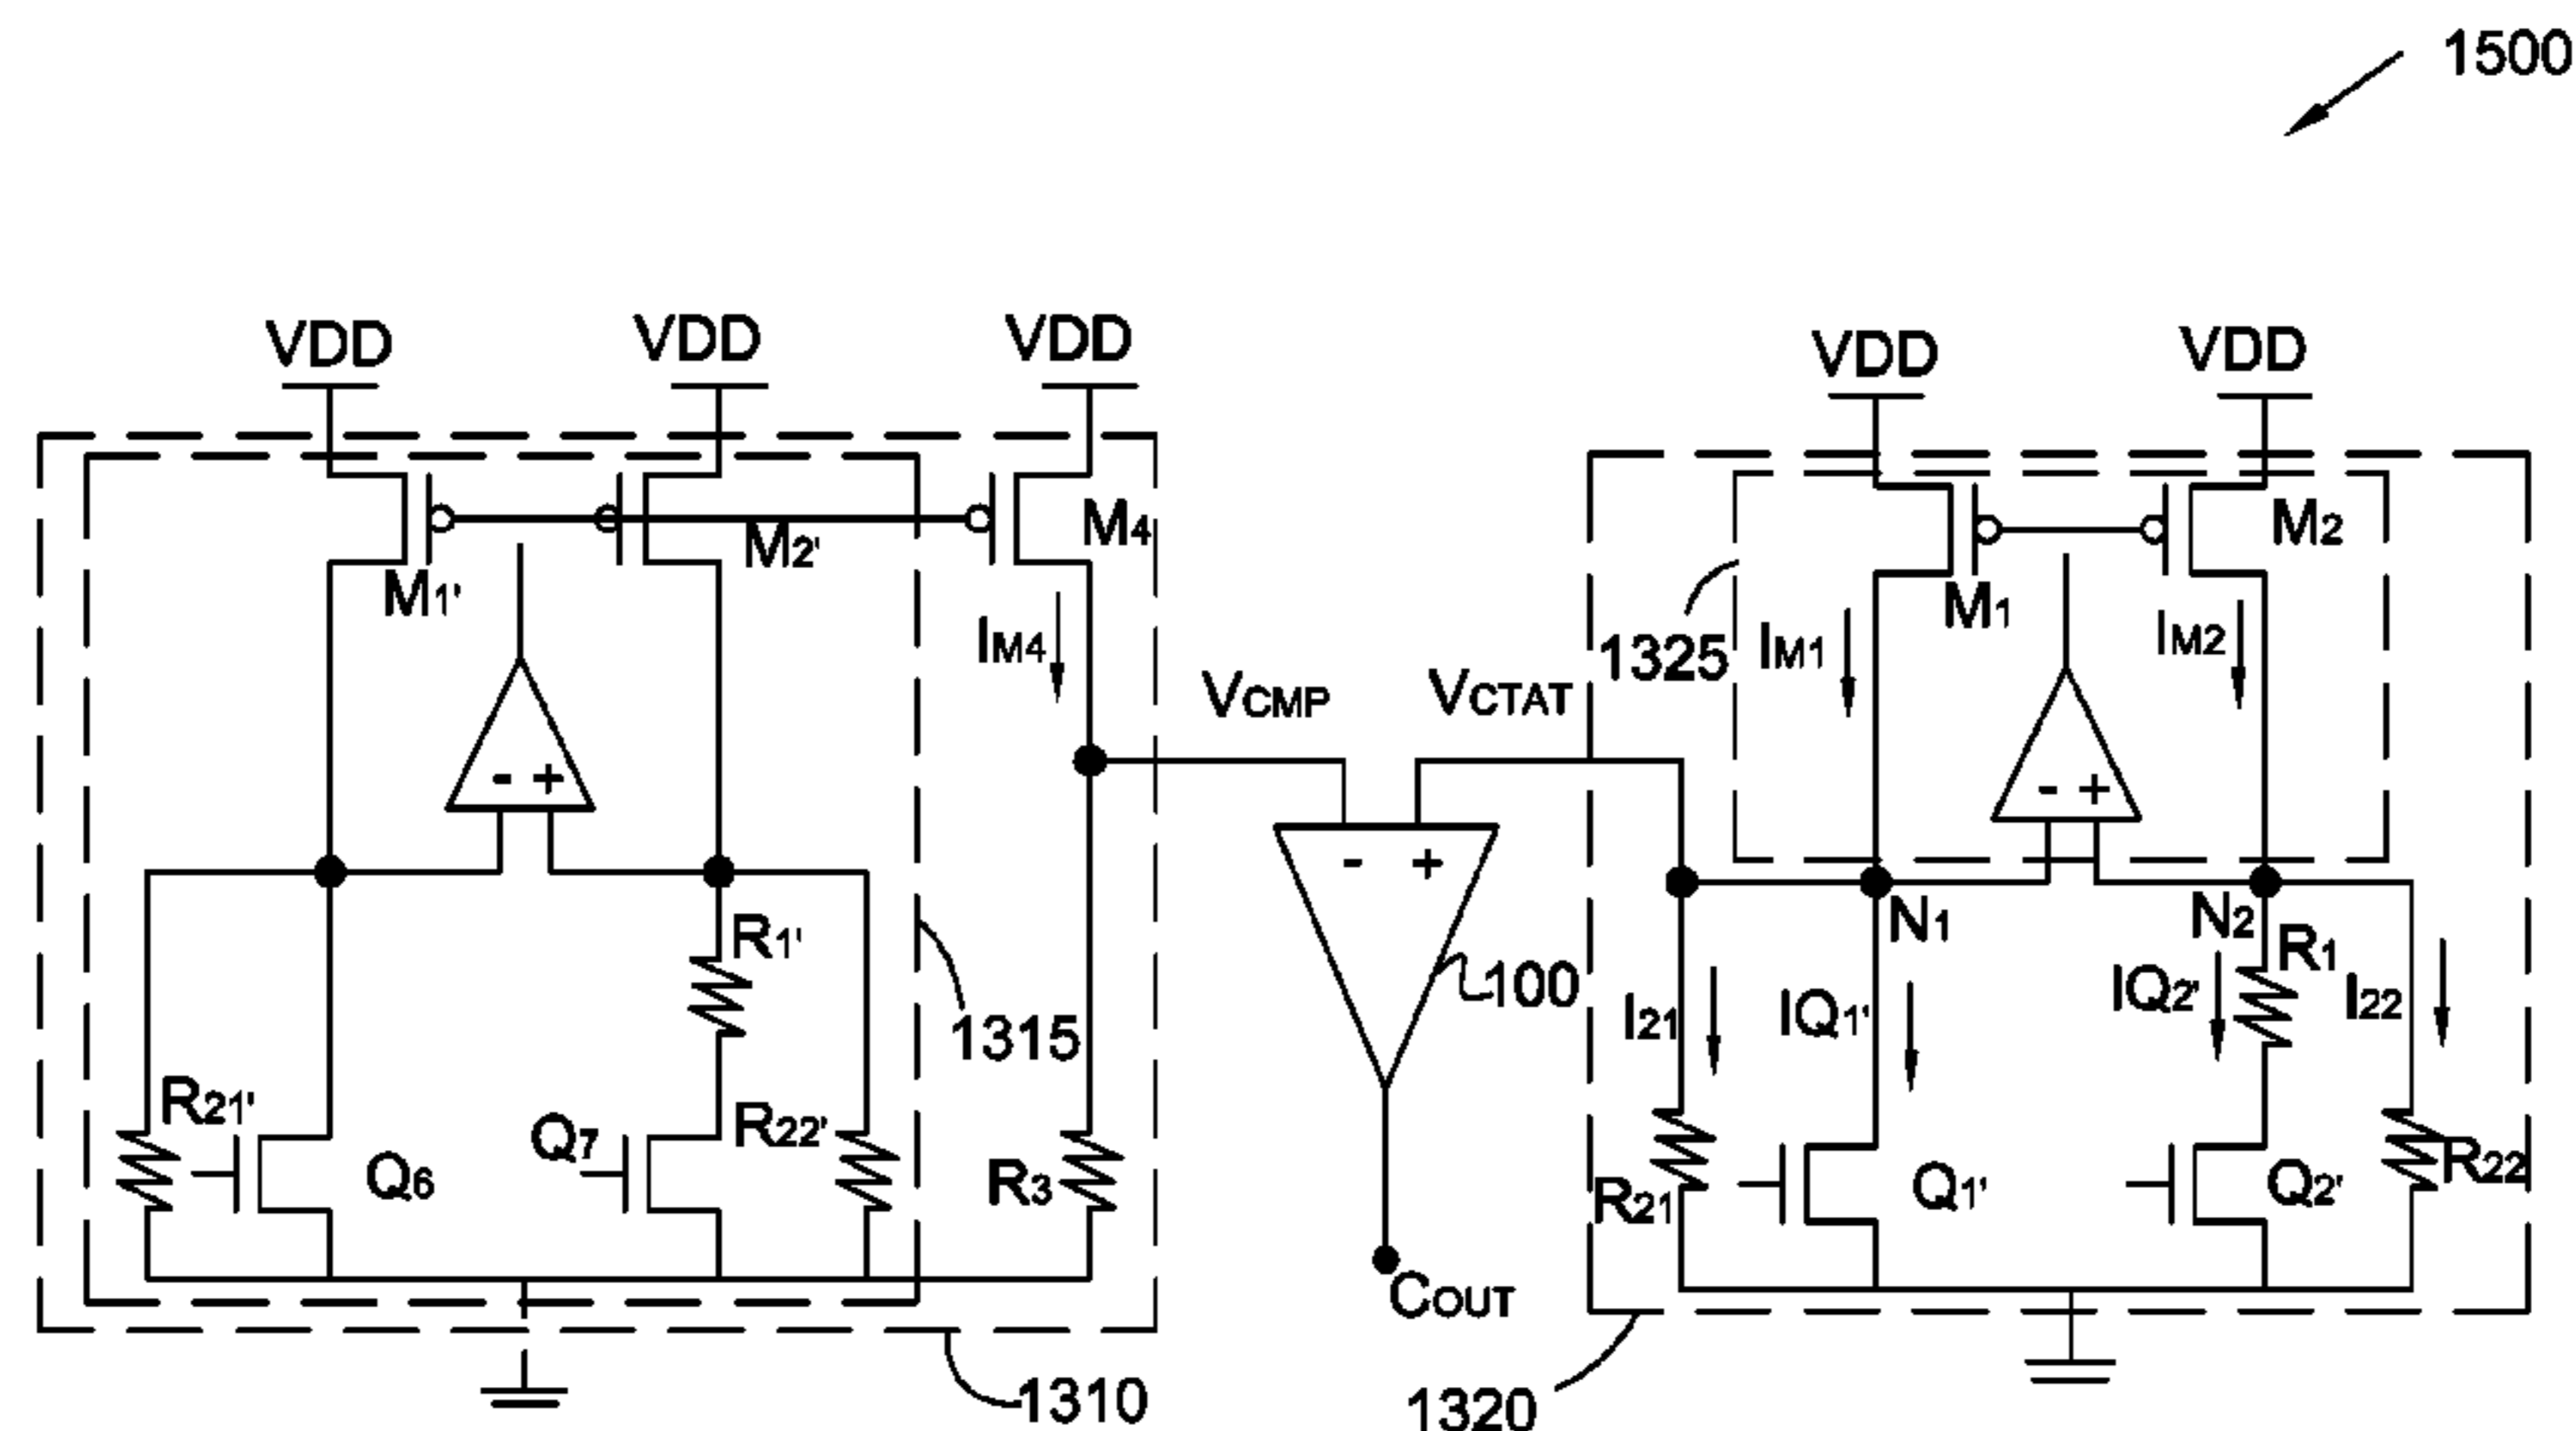 1500
VDD
VDD
VDD
VDD
VDD
M1'
M2'
M4
IM4
VCMP
VCTAT
1325
IM1
M1
IM2
M2
- +
- +
- +
N1
N2
R1'
1315
100
I21
IQ1'
IQ2'
R1
I22
R21'
Q6
Q7
R22'
R3
R21
Q1'
Q2'
R22
COUT
1310
1320